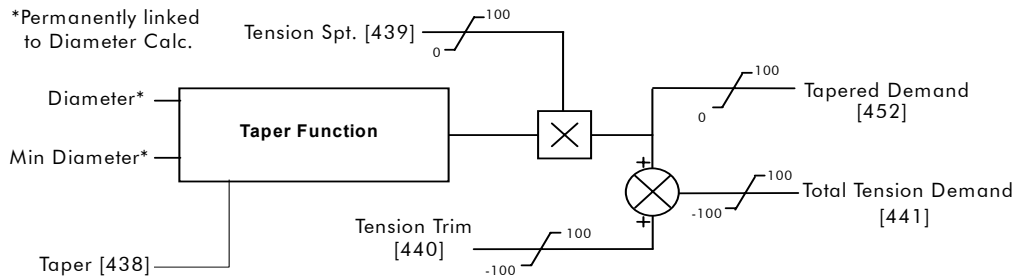 *Permanently linked
to Diameter Calc.
Tension Spt. [439]
100
0
Diameter*
Min Diameter*
Taper Function
100
0
Tapered Demand
[452]
+
+
100
-100
Total Tension Demand
[441]
Tension Trim
[440]
100
-100
Taper [438]